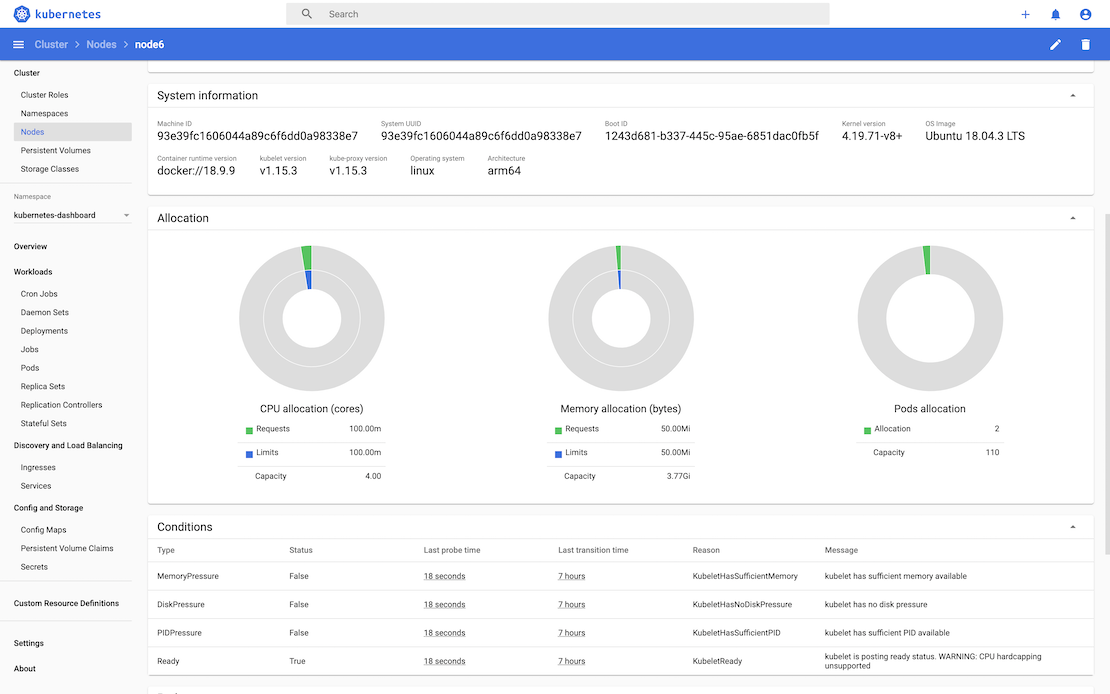 kubernetes
Search
Cluster > Nodes > node6
Cluster
Cluster Roles
Namespaces
Nodes
Persistent Volumes
Storage Classes
Namespace
kubernetes-dashboard
Overview
Workloads
Cron Jobs
Daemon Sets
Deployments
Jobs
Pods
Replica Sets
Replication Controllers
Stateful Sets
Discovery and Load Balancing
Ingresses
Services
Config and Storage
Config Maps
Persistent Volume Claims
Secrets
Custom Resource Definitions
Settings
About
System information
Machine ID System UUID Boot ID Kernel version OS Image
93e39fc1606044a89c6f6dd0a98338e7 93e39fc1606044a89c6f6dd0a98338e7 1243d681-b337-445c-95ae-6851dac0fb5f 4.19.71-v8+ Ubuntu 18.04.3 LTS
Container runtime version kubelet version kube-proxy version Operating system Architecture
docker://18.9.9 v1.15.3 v1.15.3 linux arm64
Allocation
CPU allocation (cores)
Requests 100.00m
Limits 100.00m
Capacity 4.00
Memory allocation (bytes)
Requests 50.00Mi
Limits 50.00Mi
Capacity 3.77Gi
Pods allocation
Allocation 2
Capacity 110
Conditions
Type Status Last probe time Last transition time Reason Message
MemoryPressure False 18 seconds 7 hours KubeletHasSufficientMemory kubelet has sufficient memory available
DiskPressure False 18 seconds 7 hours KubeletHasNoDiskPressure kubelet has no disk pressure
PIDPressure False 18 seconds 7 hours KubeletHasSufficientPID kubelet has sufficient PID available
Ready True 18 seconds 7 hours KubeletReady kubelet is posting ready status. WARNING: CPU hardcapping
unsupported